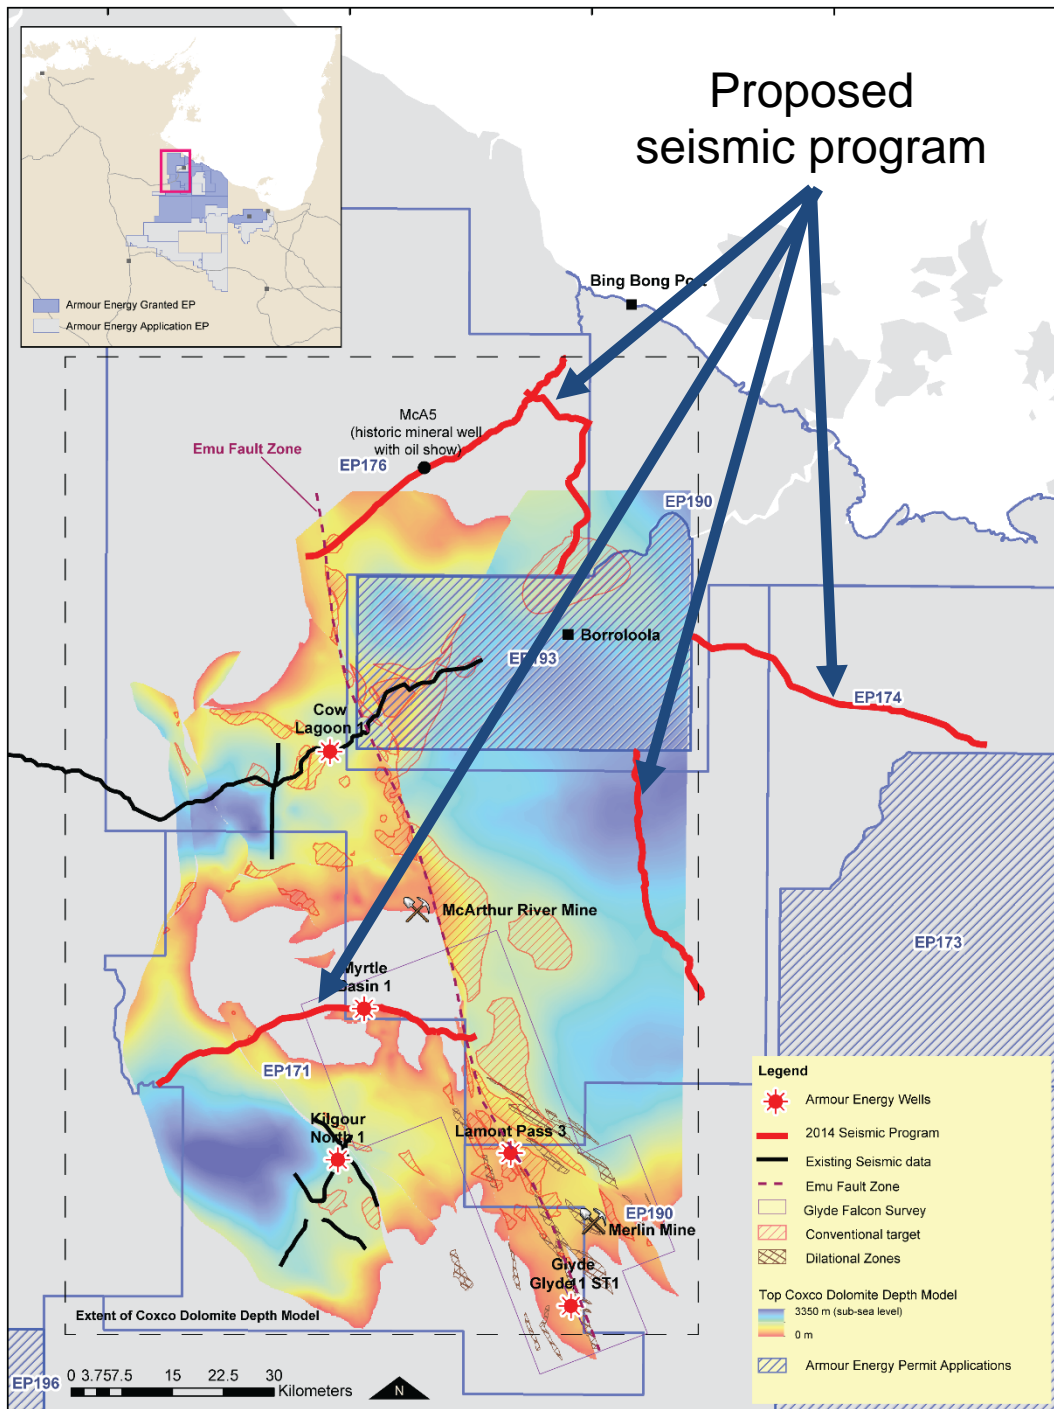 Proposed
seismic program
Armour Energy Granted EP
Armour Energy Application EP
Bing Bong Port
McA5
(historic mineral well
with oil show)
Emu Fault Zone
EP176
EP190
Borroloola
EP193
EP174
Cow
Lagoon 1
McArthur River Mine
EP173
Myrtle
Basin 1
EP171
Kilgour
North 1
Lamont Pass 3
EP190
Merlin Mine
Glyde
Glyde 1 ST1
Extent of Coxco Dolomite Depth Model
EP196
0 3.75 7.5 15 22.5 30
Kilometers
N
Legend
Armour Energy Wells
2014 Seismic Program
Existing Seismic data
Emu Fault Zone
Glyde Falcon Survey
Conventional target
Dilational Zones
Top Coxco Dolomite Depth Model
3350 m (sub-sea level)
0 m
Armour Energy Permit Applications